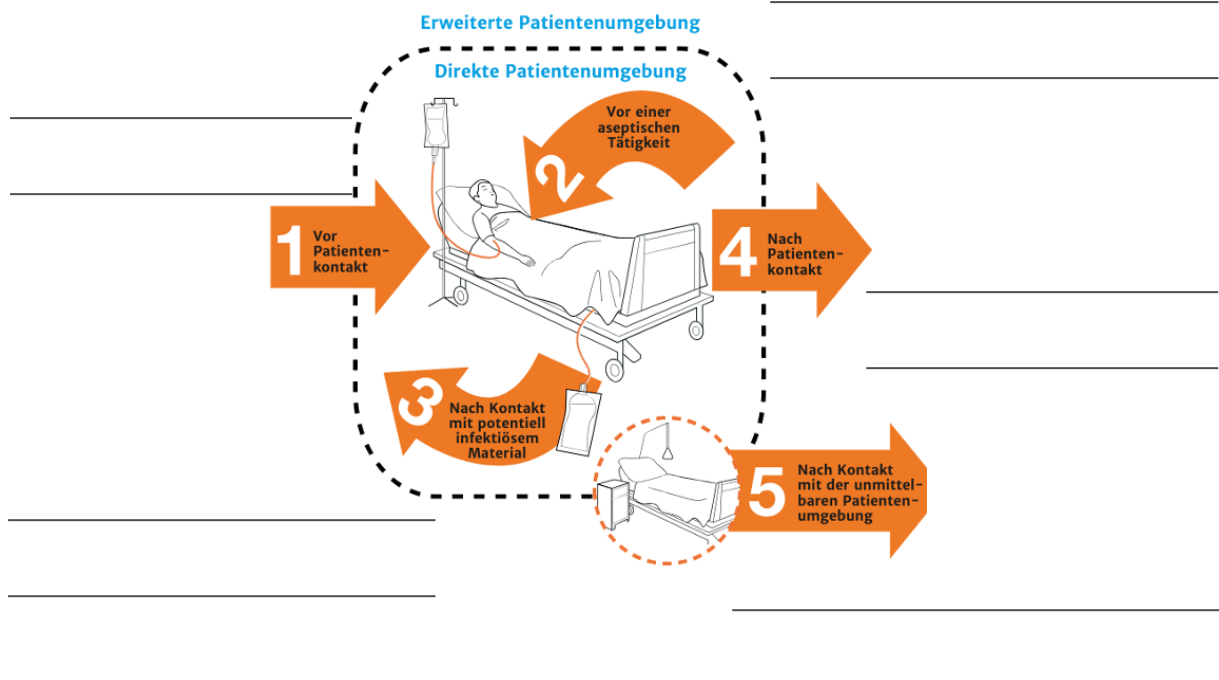 Erweiterte Patientenumgebung
Direkte Patientenumgebung
Vor einer
aseptischen
Tätigkeit
2
1
Vor
Patienten-
kontakt
4
Nach
Patienten-
kontakt
3
Nach Kontakt
mit potentiell
infektiösem
Material
5
Nach Kontakt
mit der unmittel-
baren Patienten-
umgebung